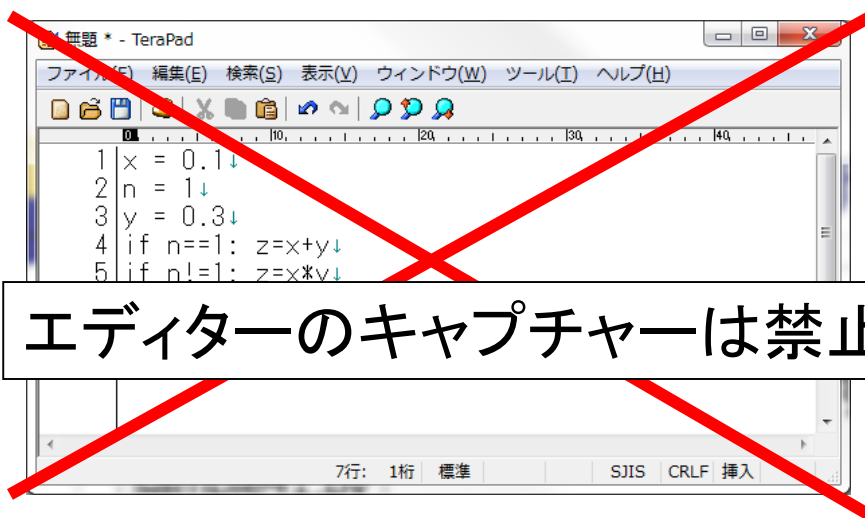 無題 * - TeraPad
ファイル(F) 編集(E) 検索(S) 表示(V) ウィンドウ(W) ツール(T) ヘルプ(H)
0 10 20 30 40
1 x = 0.1↓
2 n = 1↓
3 y = 0.3↓
4 if n==1: z=x+y↓
5 if n!=1: z=x*y↓
エディターのキャプチャーは禁止
7行: 1桁 標準 SJIS CRLF 挿入